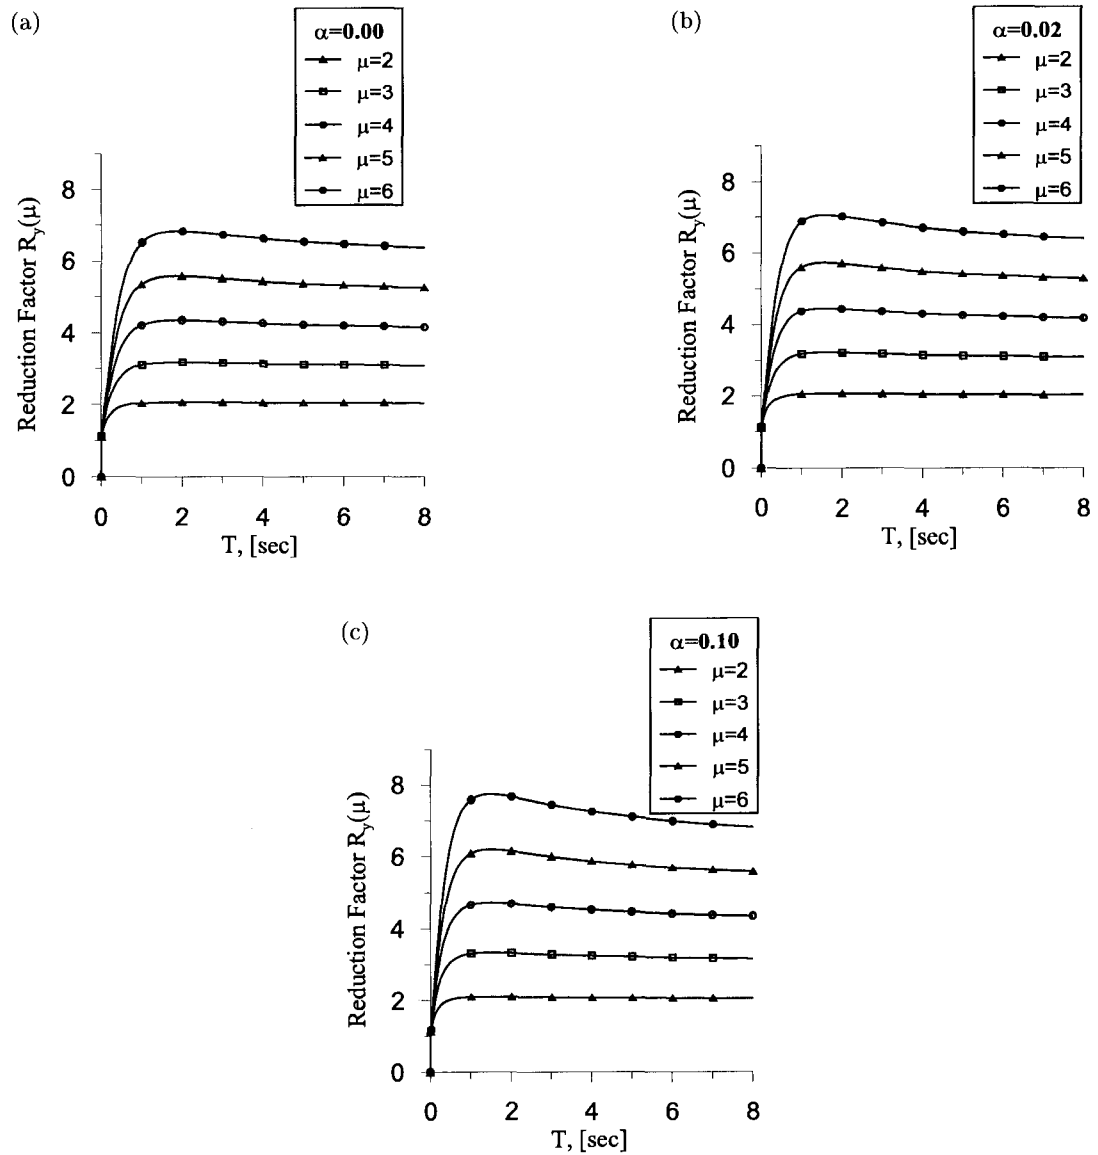 (a)
α=0.00
μ=2
μ=3
μ=4
μ=5
μ=6
Reduction Factor R_y(μ)
8
6
4
2
0
0 2 4 6 8
T, [sec]
(b)
α=0.02
μ=2
μ=3
μ=4
μ=5
μ=6
Reduction Factor R_y(μ)
8
6
4
2
0
0 2 4 6 8
T, [sec]
(c)
α=0.10
μ=2
μ=3
μ=4
μ=5
μ=6
Reduction Factor R_y(μ)
8
6
4
2
0
0 2 4 6 8
T, [sec]